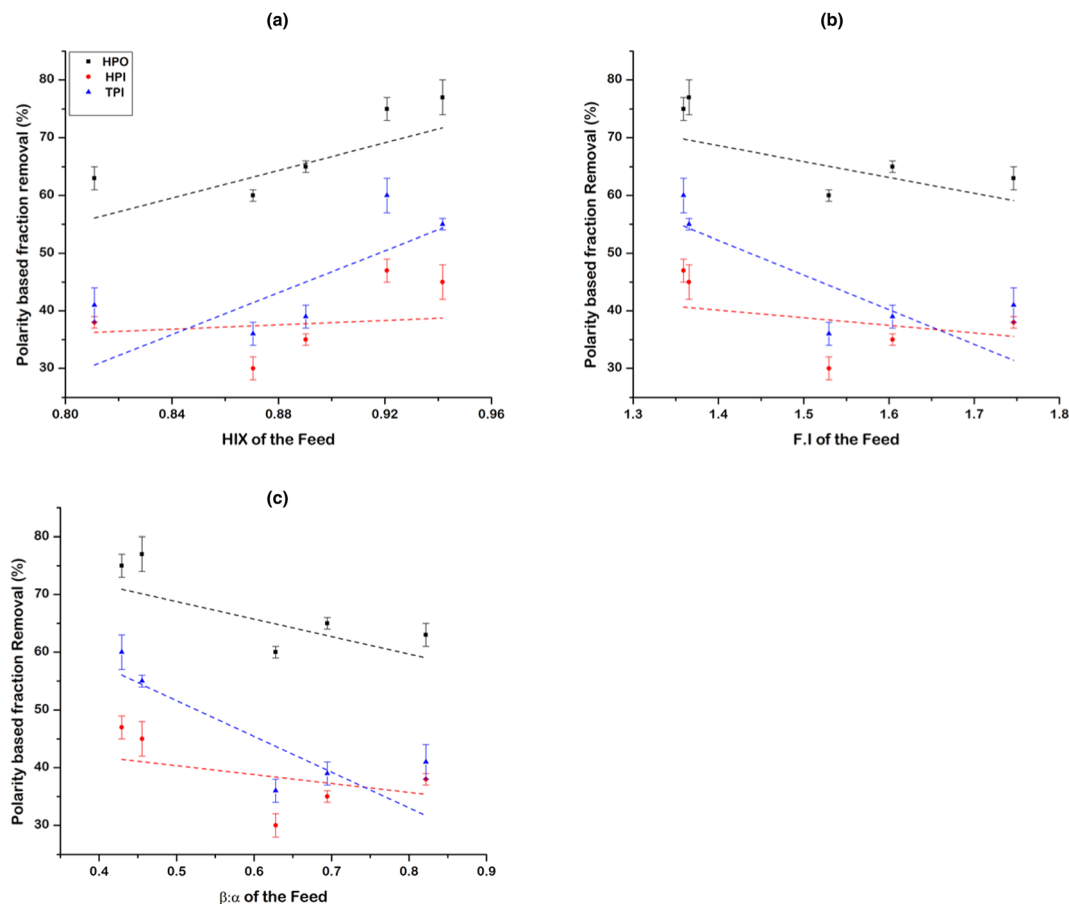 (a)
HPO
HPI
TPI
80
70
60
50
40
30
0.80
0.84
0.88
0.92
0.96
Polarity based fraction removal (%)
HIX of the Feed
(b)
80
70
60
50
40
30
1.3
1.4
1.5
1.6
1.7
1.8
Polarity based fraction Removal (%)
F.I of the Feed
(c)
80
70
60
50
40
30
0.4
0.5
0.6
0.7
0.8
0.9
Polarity based fraction Removal (%)
β:α of the Feed